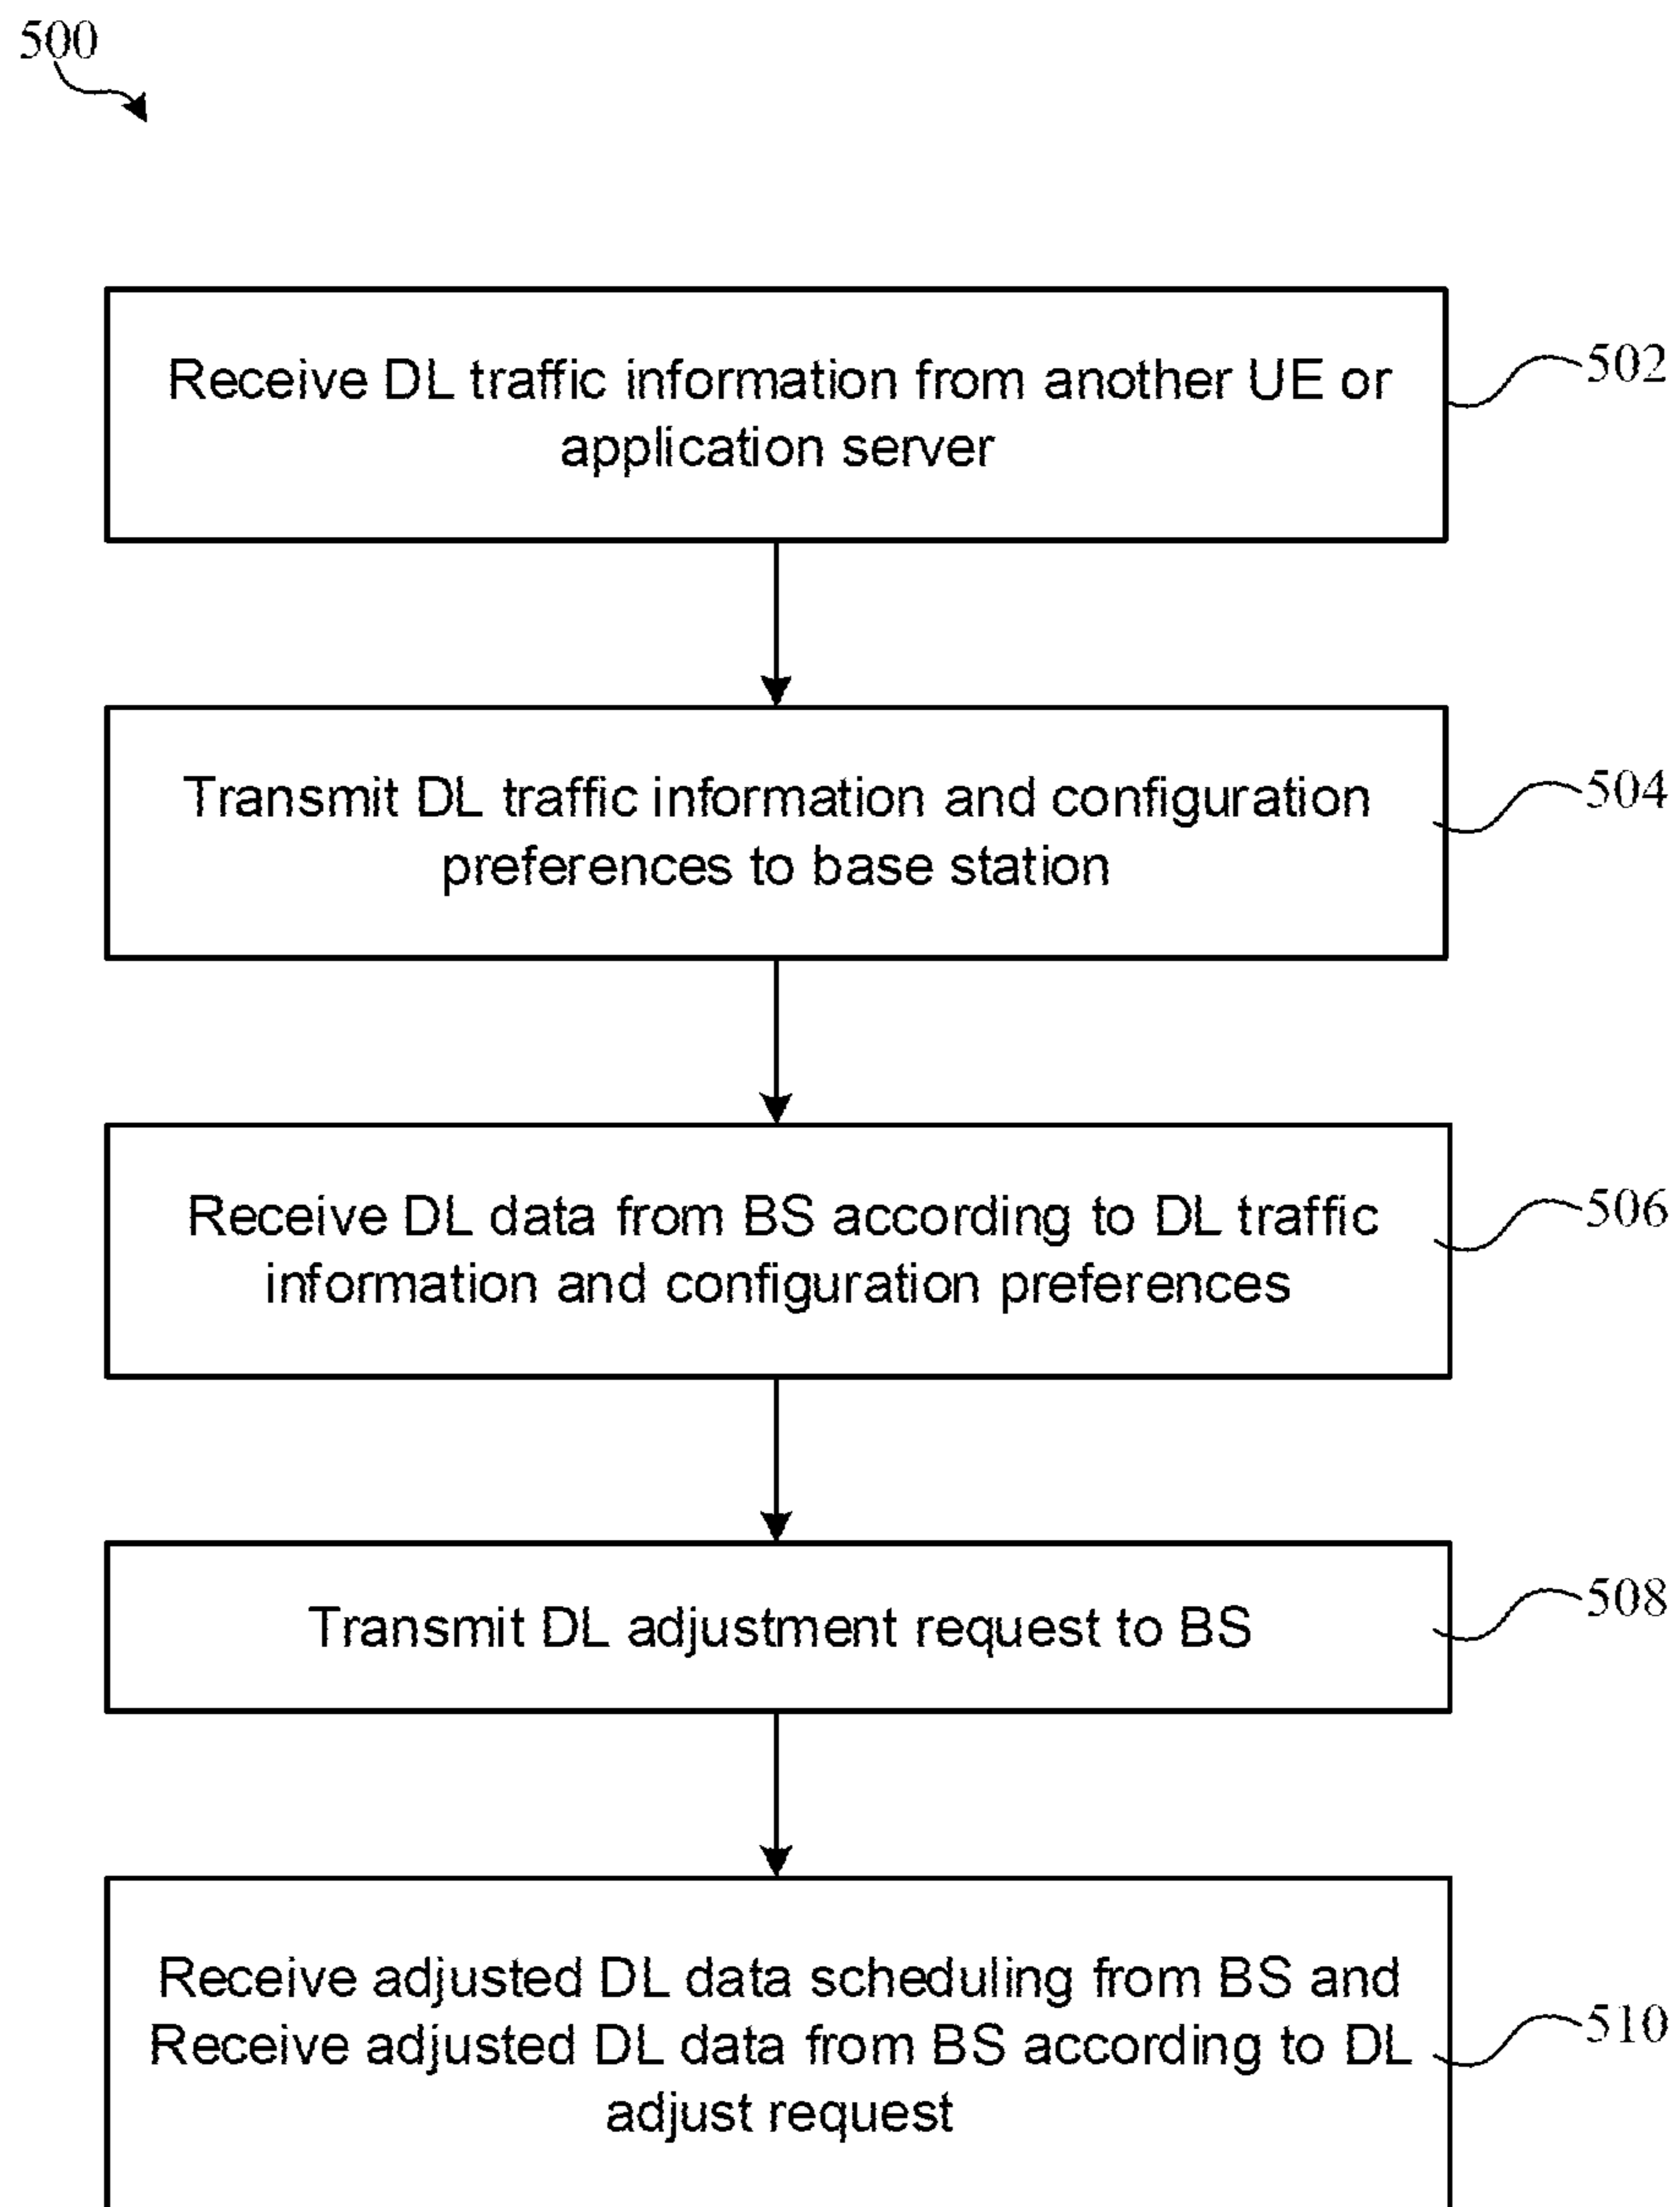 500
Receive DL traffic information from another UE or
application server
502
Transmit DL traffic information and configuration
preferences to base station
504
Receive DL data from BS according to DL traffic
information and configuration preferences
506
Transmit DL adjustment request to BS
508
Receive adjusted DL data scheduling from BS and
Receive adjusted DL data from BS according to DL
adjust request
510